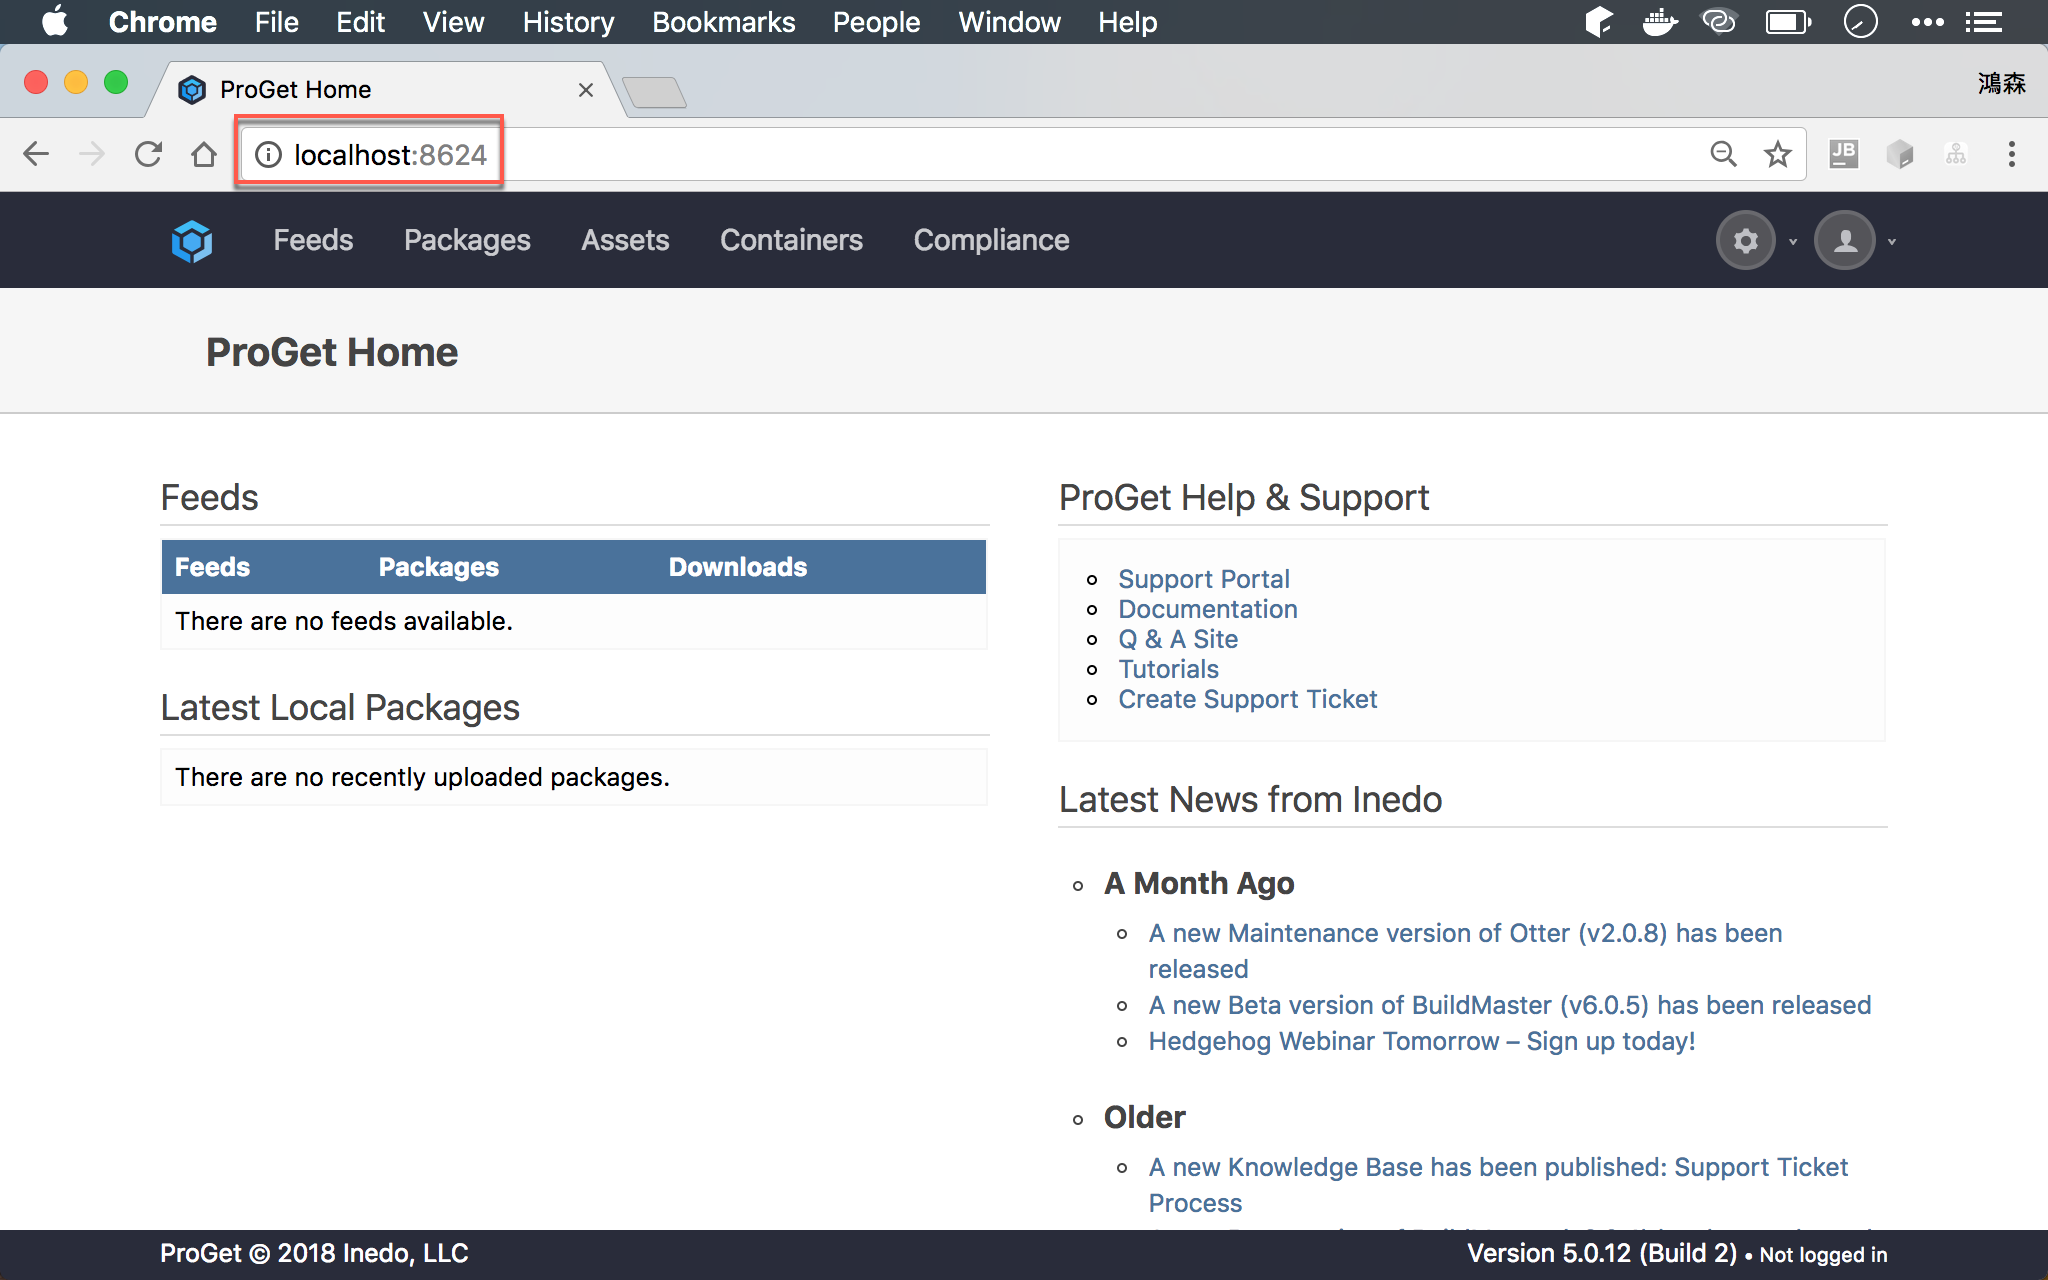 Chrome File Edit View History Bookmarks People Window Help
ProGet Home
鴻森
localhost:8624
JB
Feeds Packages Assets Containers Compliance
ProGet Home
Feeds
Feeds Packages Downloads
There are no feeds available.
Latest Local Packages
There are no recently uploaded packages.
ProGet Help & Support
Support Portal
Documentation
Q & A Site
Tutorials
Create Support Ticket
Latest News from Inedo
A Month Ago
A new Maintenance version of Otter (v2.0.8) has been
released
A new Beta version of BuildMaster (v6.0.5) has been released
Hedgehog Webinar Tomorrow – Sign up today!
Older
A new Knowledge Base has been published: Support Ticket
Process
ProGet © 2018 Inedo, LLC
Version 5.0.12 (Build 2) • Not logged in